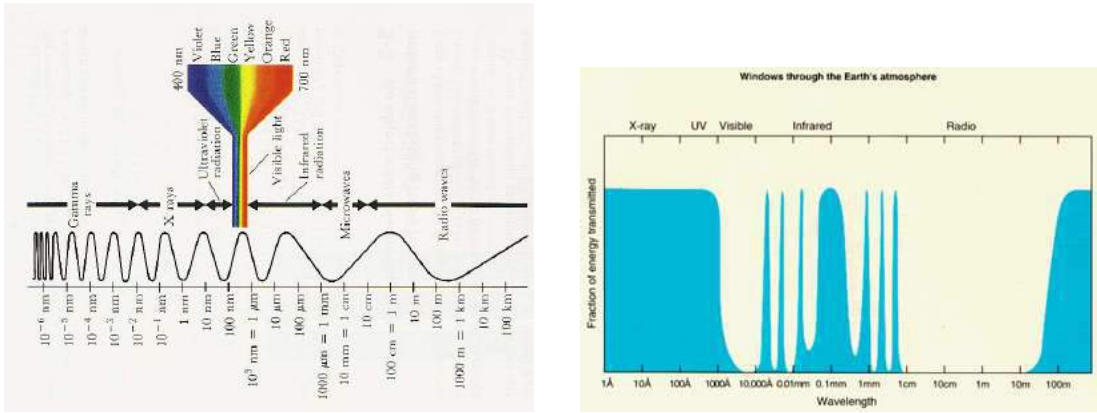 400 nm
Violet
Blue
Green
Yellow
Orange
Red
700 nm
Ultraviolet
radiation
Visible light
Infrared
radiation
Gamma
rays
X rays
Microwaves
Radio waves
10⁻⁶ nm
10⁻⁵ nm
10⁻⁴ nm
10⁻³ nm
10⁻² nm
10⁻¹ nm
1 nm
10 nm
100 nm
10³ nm = 1 μm
10 μm
100 μm
1000 μm = 1 mm
10 mm = 1 cm
10 cm
100 cm = 1 m
10 m
100 m
1000 m = 1 km
10 km
100 km
Windows through the Earth's atmosphere
X-ray UV Visible Infrared Radio
Fraction of energy transmitted
1Å 10Å 100Å 1000Å 10,000Å 0.01mm 0.1mm 1mm 1cm 10cm 1m 10m 100m
Wavelength